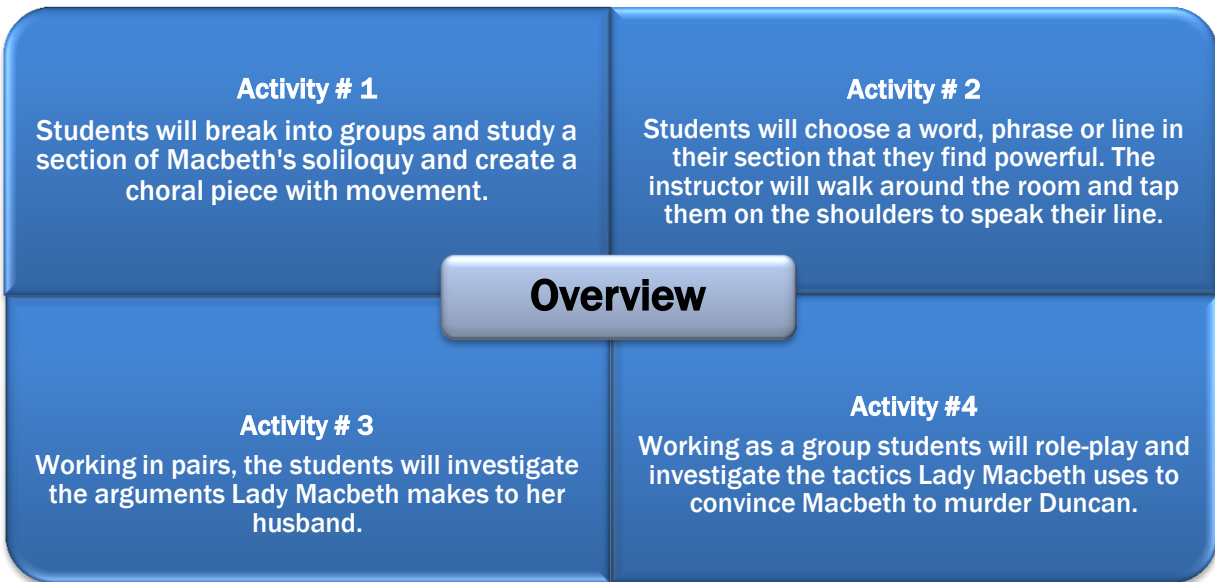 Activity # 1
Students will break into groups and study a
section of Macbeth's soliloquy and create a
choral piece with movement.
Activity # 2
Students will choose a word, phrase or line in
their section that they find powerful. The
instructor will walk around the room and tap
them on the shoulders to speak their line.
Overview
Activity # 3
Working in pairs, the students will investigate
the arguments Lady Macbeth makes to her
husband.
Activity #4
Working as a group students will role-play and
investigate the tactics Lady Macbeth uses to
convince Macbeth to murder Duncan.